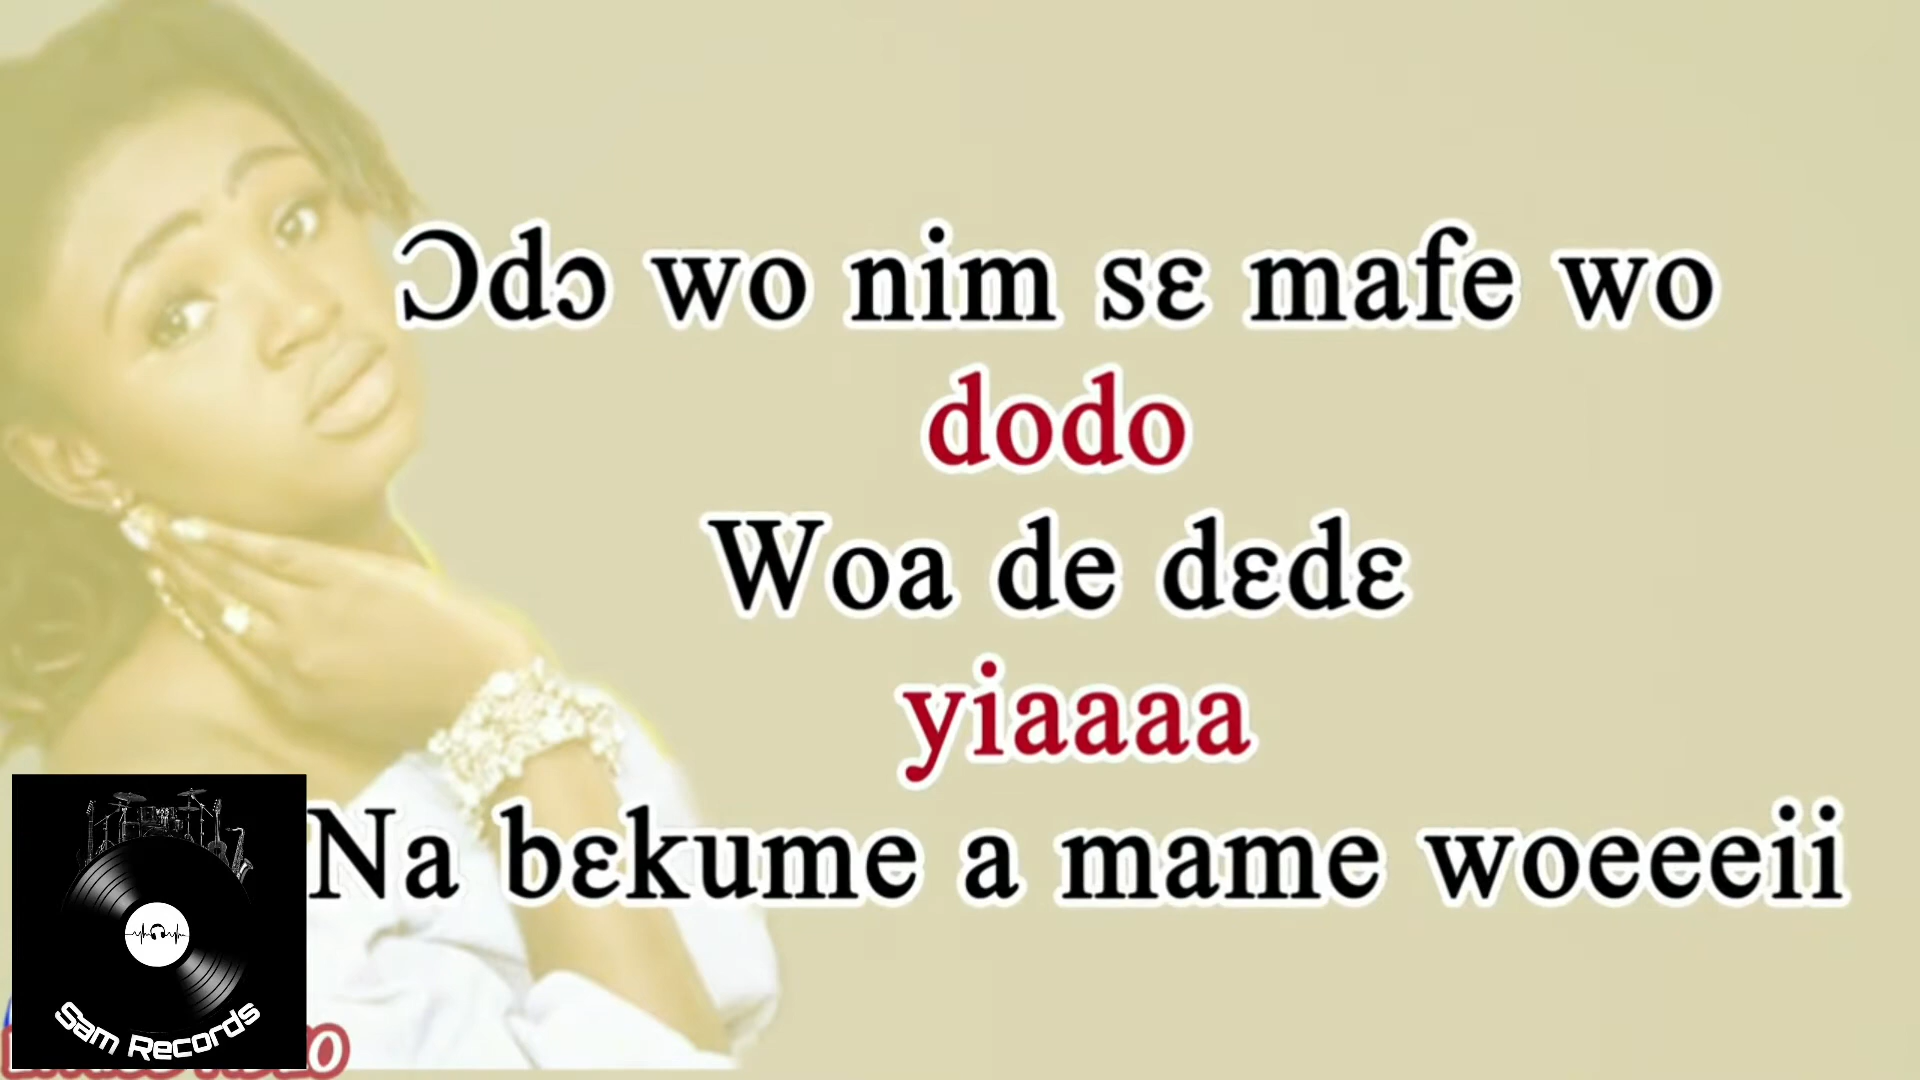 Ɔdɔ wo nim sɛ mafe wo
dodo
Woa de dɛdɛ
yiaaaa
Na bɛkume a mame woeeeii
Sam Records